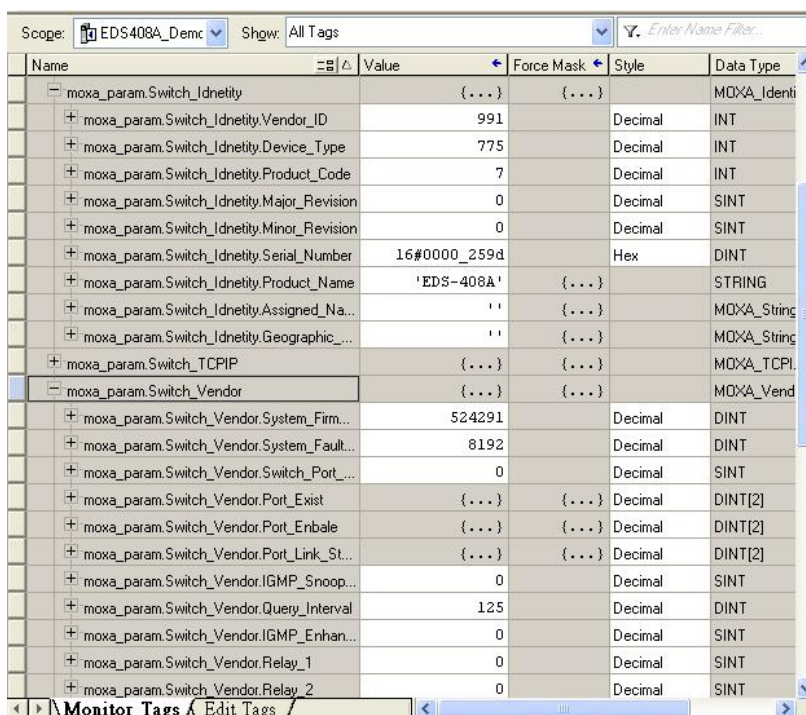 Scope: EDS408A_Demc Show: All Tags Enter Name Filter...
Name Value Force Mask Style Data Type
moxa_param.Switch_Idnetity {...} {...} MOXA_Identi
moxa_param.Switch_Idnetity.Vendor_ID 991 Decimal INT
moxa_param.Switch_Idnetity.Device_Type 775 Decimal INT
moxa_param.Switch_Idnetity.Product_Code 7 Decimal INT
moxa_param.Switch_Idnetity.Major_Revision 0 Decimal SINT
moxa_param.Switch_Idnetity.Minor_Revision 0 Decimal SINT
moxa_param.Switch_Idnetity.Serial_Number 16#0000_259d Hex DINT
moxa_param.Switch_Idnetity.Product_Name 'EDS-408A' {...} STRING
moxa_param.Switch_Idnetity.Assigned_Na... '' {...} MOXA_String
moxa_param.Switch_Idnetity.Geographic_... '' {...} MOXA_String
moxa_param.Switch_TCPIP {...} {...} MOXA_TCPI.
moxa_param.Switch_Vendor {...} {...} MOXA_Vend
moxa_param.Switch_Vendor.System_Firm... 524291 Decimal DINT
moxa_param.Switch_Vendor.System_Fault... 8192 Decimal DINT
moxa_param.Switch_Vendor.Switch_Port_... 0 Decimal SINT
moxa_param.Switch_Vendor.Port_Exist {...} {...} Decimal DINT[2]
moxa_param.Switch_Vendor.Port_Enbale {...} {...} Decimal DINT[2]
moxa_param.Switch_Vendor.Port_Link_St... {...} {...} Decimal DINT[2]
moxa_param.Switch_Vendor.IGMP_Snoop... 0 Decimal SINT
moxa_param.Switch_Vendor.Query_Interval 125 Decimal DINT
moxa_param.Switch_Vendor.IGMP_Enhan... 0 Decimal SINT
moxa_param.Switch_Vendor.Relay_1 0 Decimal SINT
moxa_param.Switch_Vendor.Relay_2 0 Decimal SINT
Monitor Tags Edit Tags